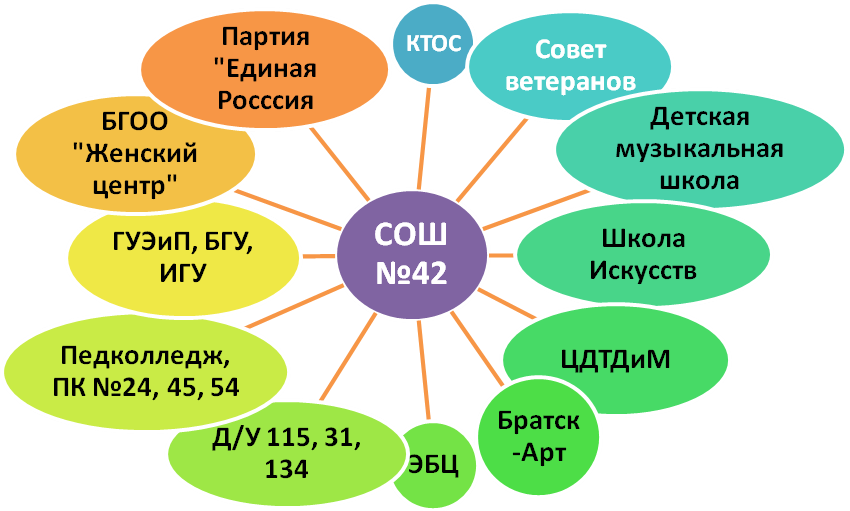 КТОС
Совет
ветеранов
Детская
музыкальная
школа
Школа
Искусств
ЦДТДиМ
Братск
-Арт
ЭБЦ
Д/У 115, 31,
134
Педколледж,
ПК №24, 45, 54
ГУЭиП, БГУ,
ИГУ
БГОО
"Женский
центр"
Партия
"Единая
Росссия
СОШ
№42